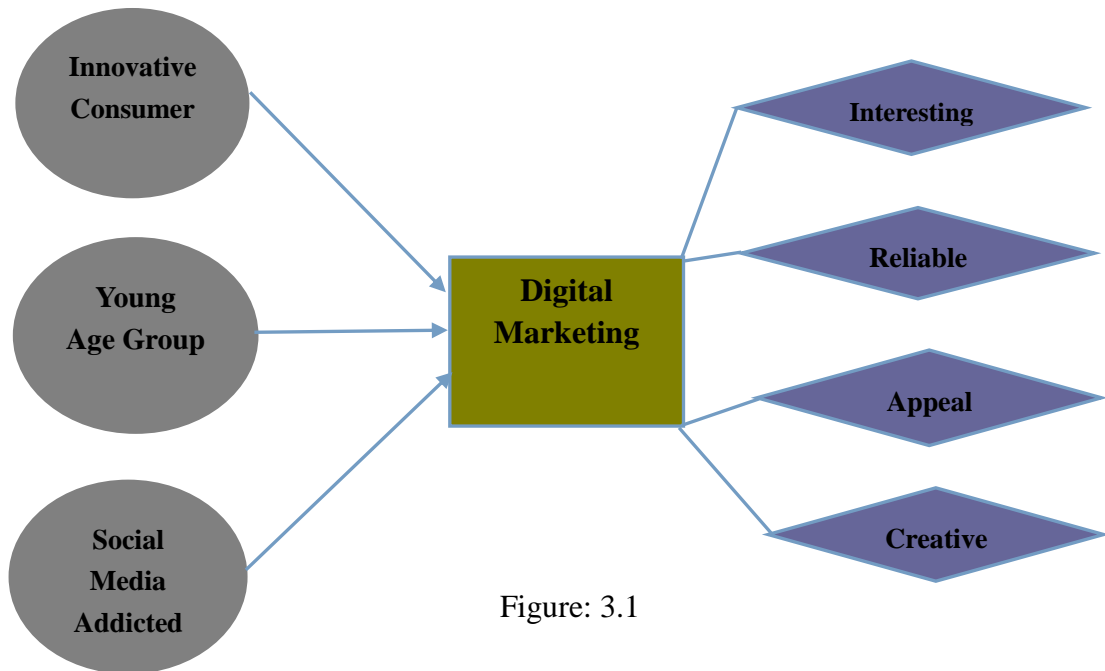 Innovative
Consumer
Young
Age Group
Social
Media
Addicted
Digital
Marketing
Interesting
Reliable
Appeal
Creative
Figure: 3.1